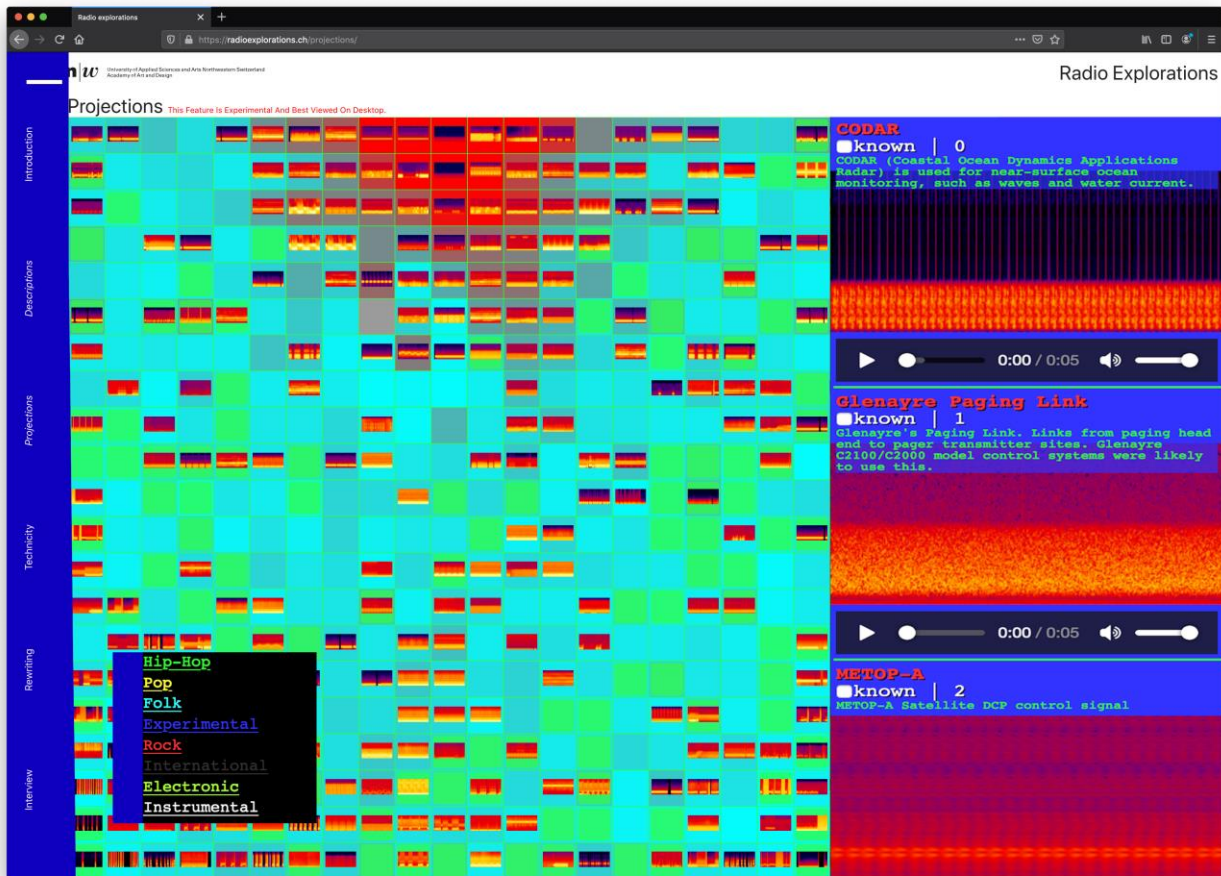 Radio explorations
https://radioexplorations.ch/projections/
n|w
University of Applied Sciences and Arts Northwestern Switzerland
Academy of Art and Design
Radio Explorations
Projections This Feature Is Experimental And Best Viewed On Desktop.
Introduction
Descriptions
Projections
Technicity
Rewriting
Interview
Hip-Hop
Pop
Folk
Experimental
Rock
International
Electronic
Instrumental
CODAR
known | 0
CODAR (Coastal Ocean Dynamics Applications
Radar) is used for near-surface ocean
monitoring, such as waves and water current.
0:00 / 0:05
Glenayre Paging Link
known | 1
Glenayre's Paging Link. Links from paging head
end to pager transmitter sites. Glenayre
C2100/C2000 model control systems were likely
to use this.
0:00 / 0:05
METOP-A
known | 2
METOP-A Satellite DCP control signal